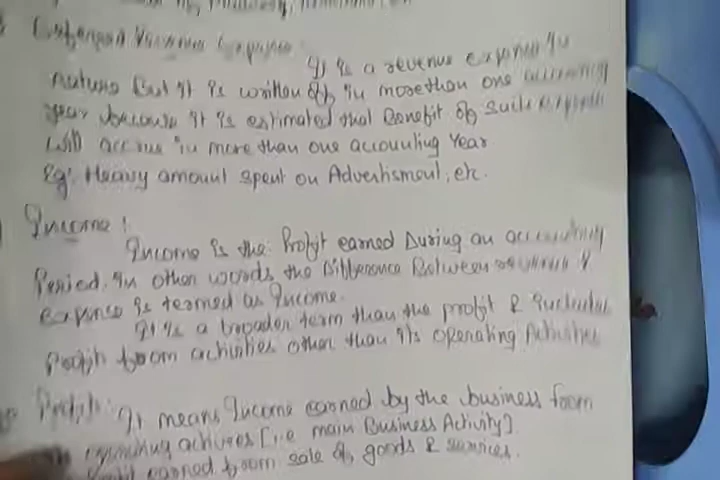 It is a revenue expense in
nature but it is written off in more than one accounting
year because it is estimated that Benefit of such expense
will accrue in more than one accounting Year
Eg: Heavy amount spent on Advertisment, etc.
Income:
Income is the Profit earned During an accounting
Period. In other words the Difference Between revenue &
expense is termed as Income.
It is a broader term than the profit &
Profit from activities other than its operating Activities
Profit: It means Income earned by the business from
[i.e main Business Activity]
earned from sale of goods & services.